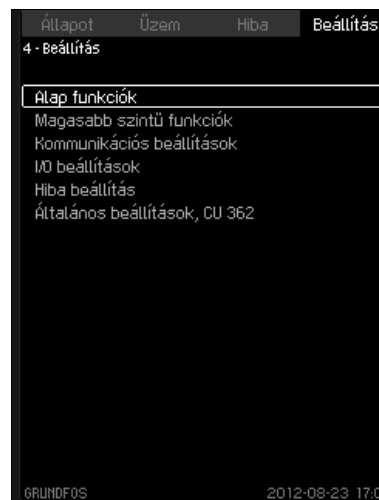 Állapot Üzem Hiba Beállítás
4 - Beállítás
Alap funkciók
Magasabb szintű funkciók
Kommunikációs beállítások
I/O beállítások
Hiba beállítás
Általános beállítások, CU 362
GRUNDFOS 2012-08-23